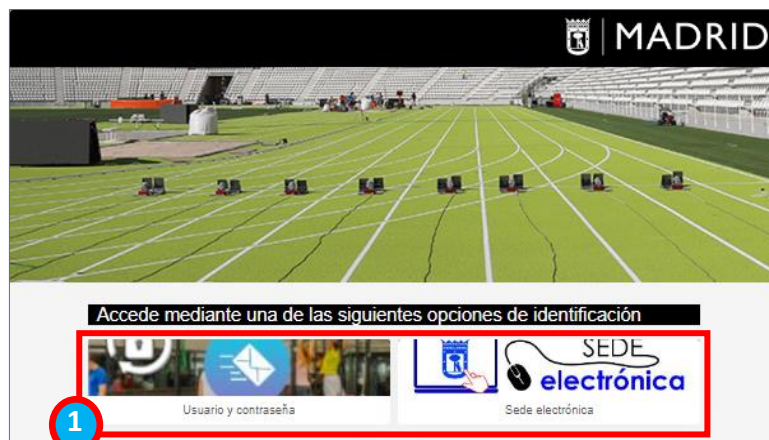 MADRID
Accede mediante una de las siguientes opciones de identificación
SEDE
electrónica
Usuario y contraseña
Sede electrónica
1